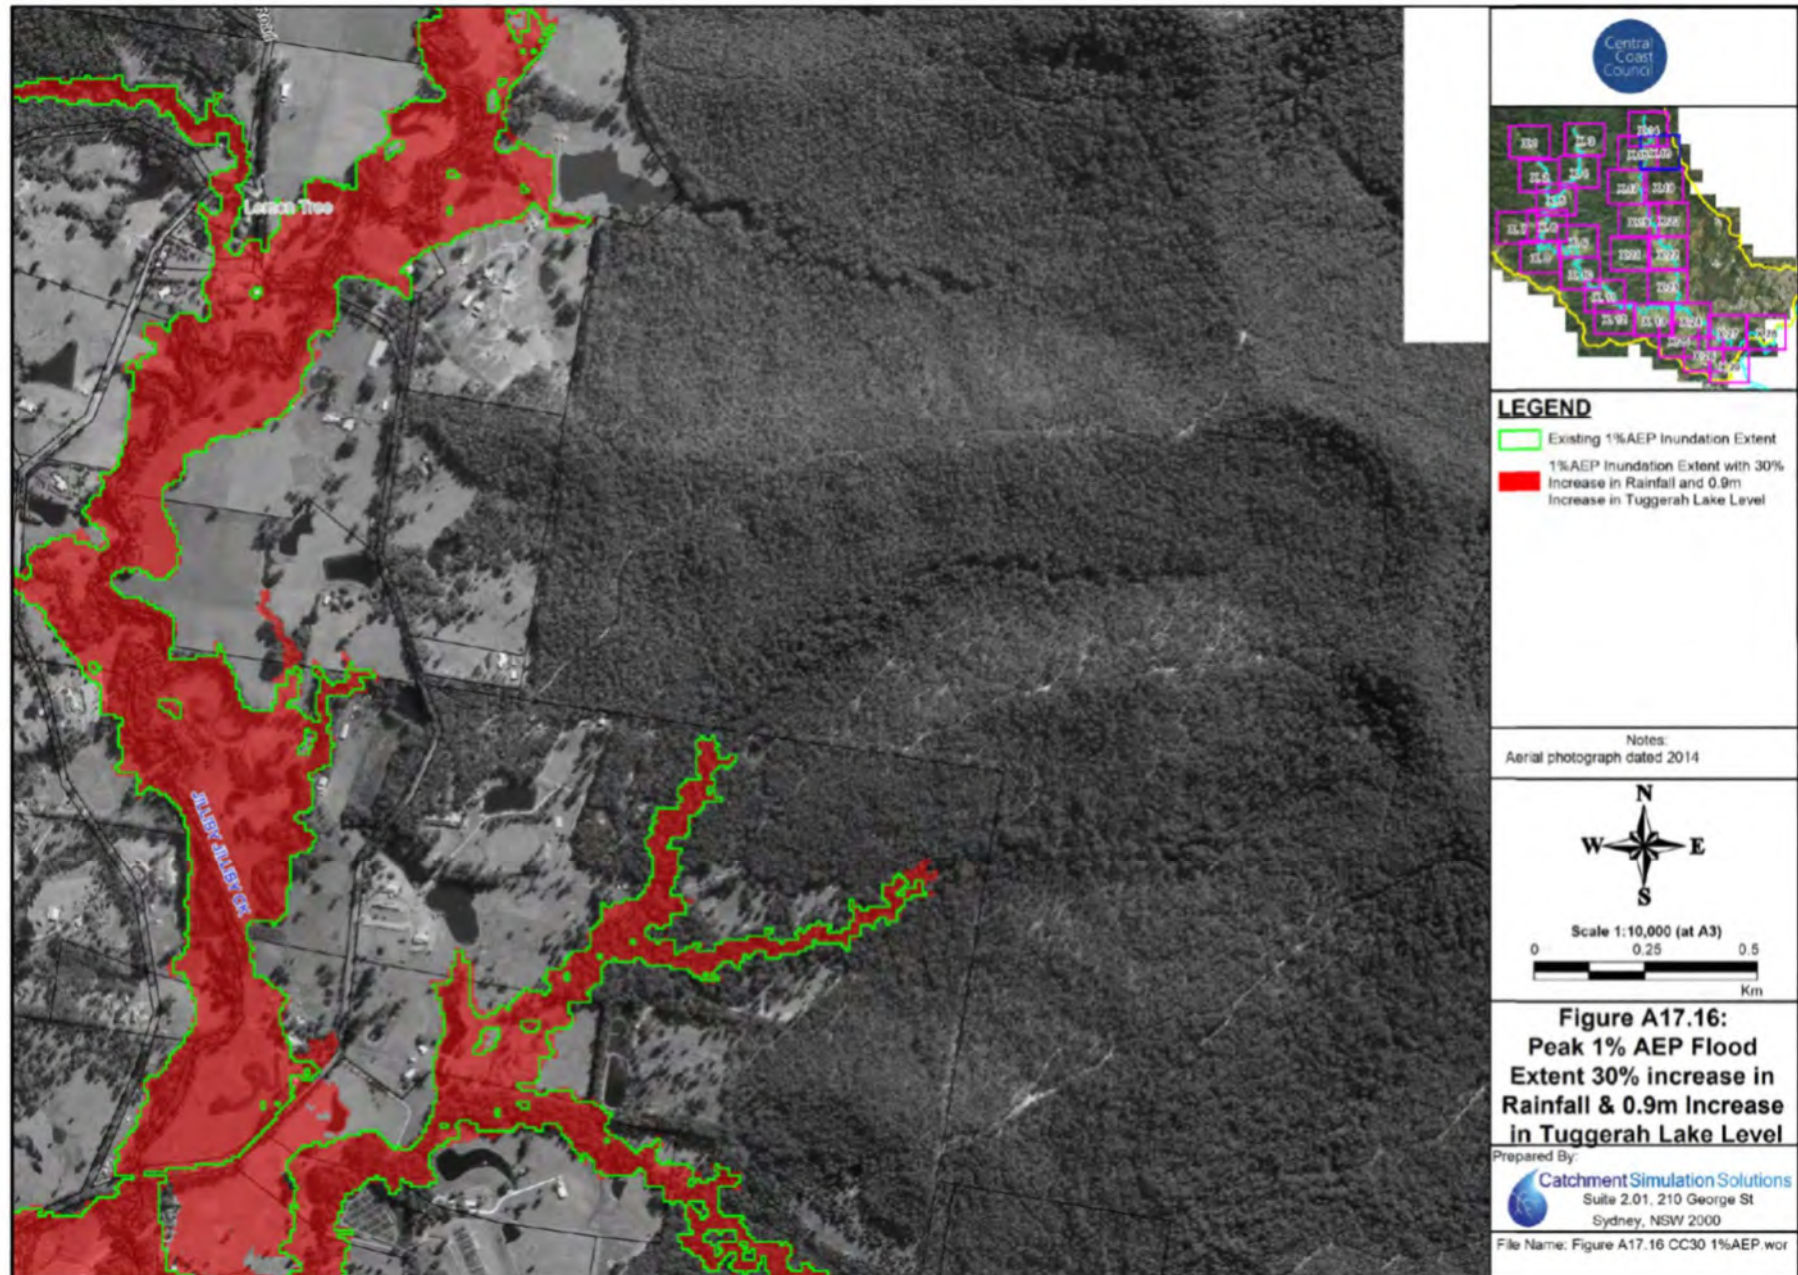 Road
Lemon Tree
JILLIBY JILLIBY CK
Central
Coast
Council
LEGEND
Existing 1%AEP Inundation Extent
1%AEP Inundation Extent with 30%
Increase in Rainfall and 0.9m
Increase in Tuggerah Lake Level
Notes:
Aerial photograph dated 2014
N
W E
S
Scale 1:10,000 (at A3)
0 0.25 0.5
Km
Figure A17.16:
Peak 1% AEP Flood
Extent 30% increase in
Rainfall & 0.9m Increase
in Tuggerah Lake Level
Prepared By:
Catchment Simulation Solutions
Suite 2.01, 210 George St
Sydney, NSW 2000
File Name: Figure A17.16 CC30 1%AEP.wor